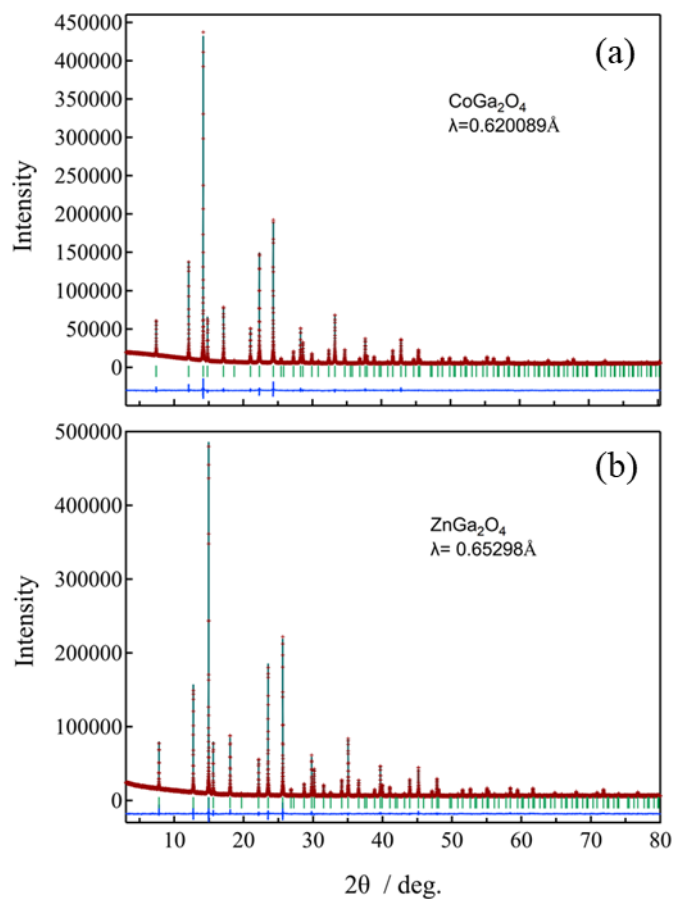 (a)
CoGa₂O₄
λ=0.620089Å
Intensity
450000
400000
350000
300000
250000
200000
150000
100000
50000
0
(b)
ZnGa₂O₄
λ= 0.65298Å
Intensity
500000
400000
300000
200000
100000
0
10 20 30 40 50 60 70 80
2θ / deg.